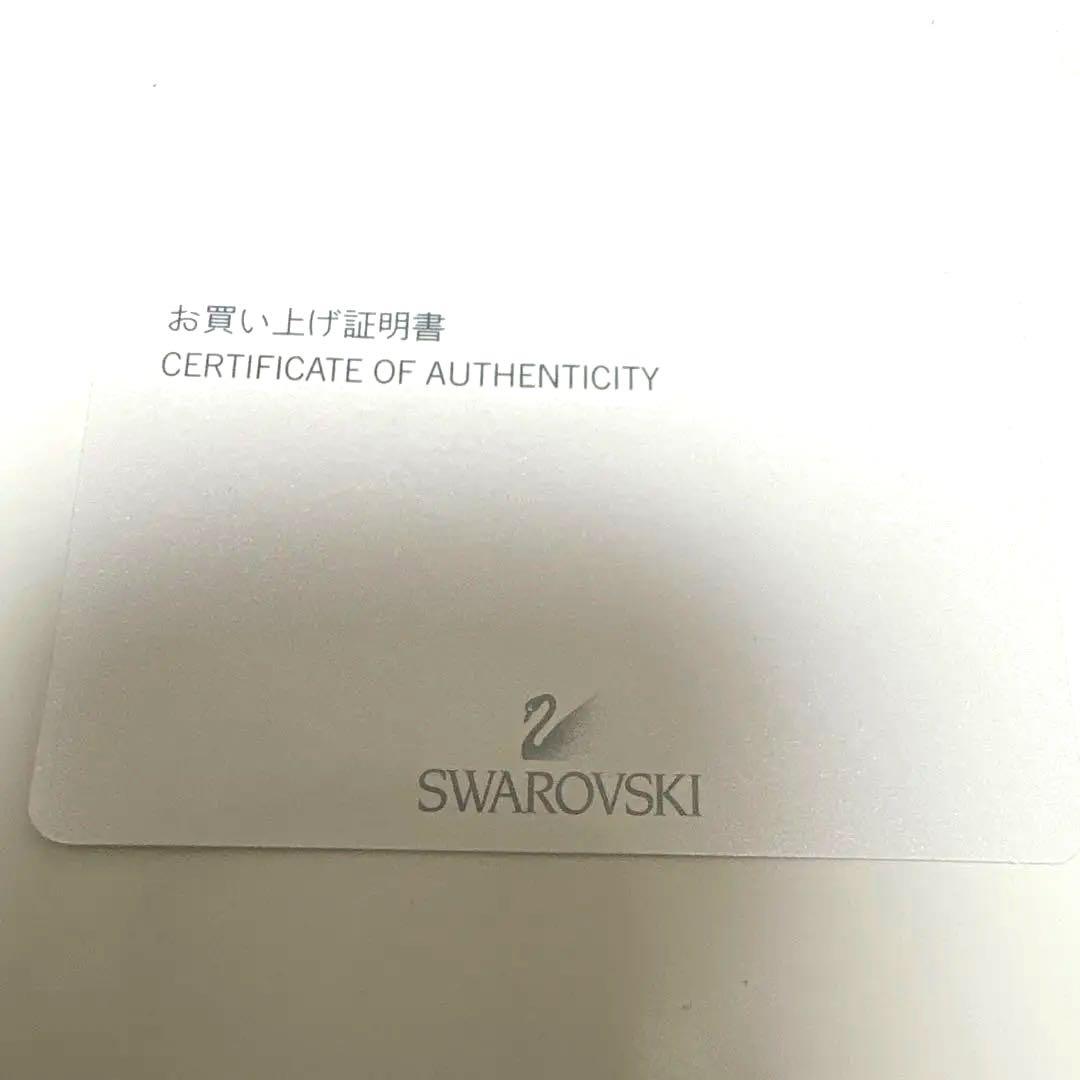 お買い上げ証明書
CERTIFICATE OF AUTHENTICITY
SWAROVSKI